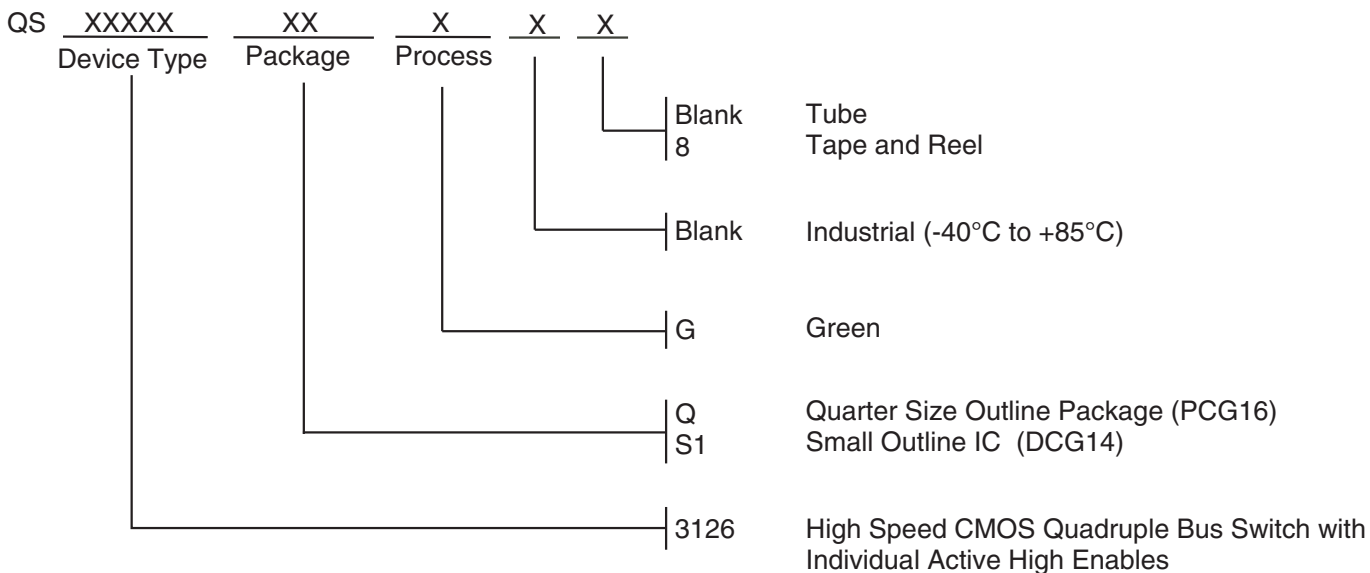 QS XXXXX XX X X X
Device Type Package Process
Blank Tube
8 Tape and Reel
Blank Industrial (-40°C to +85°C)
G Green
Q Quarter Size Outline Package (PCG16)
S1 Small Outline IC (DCG14)
3126 High Speed CMOS Quadruple Bus Switch with
Individual Active High Enables